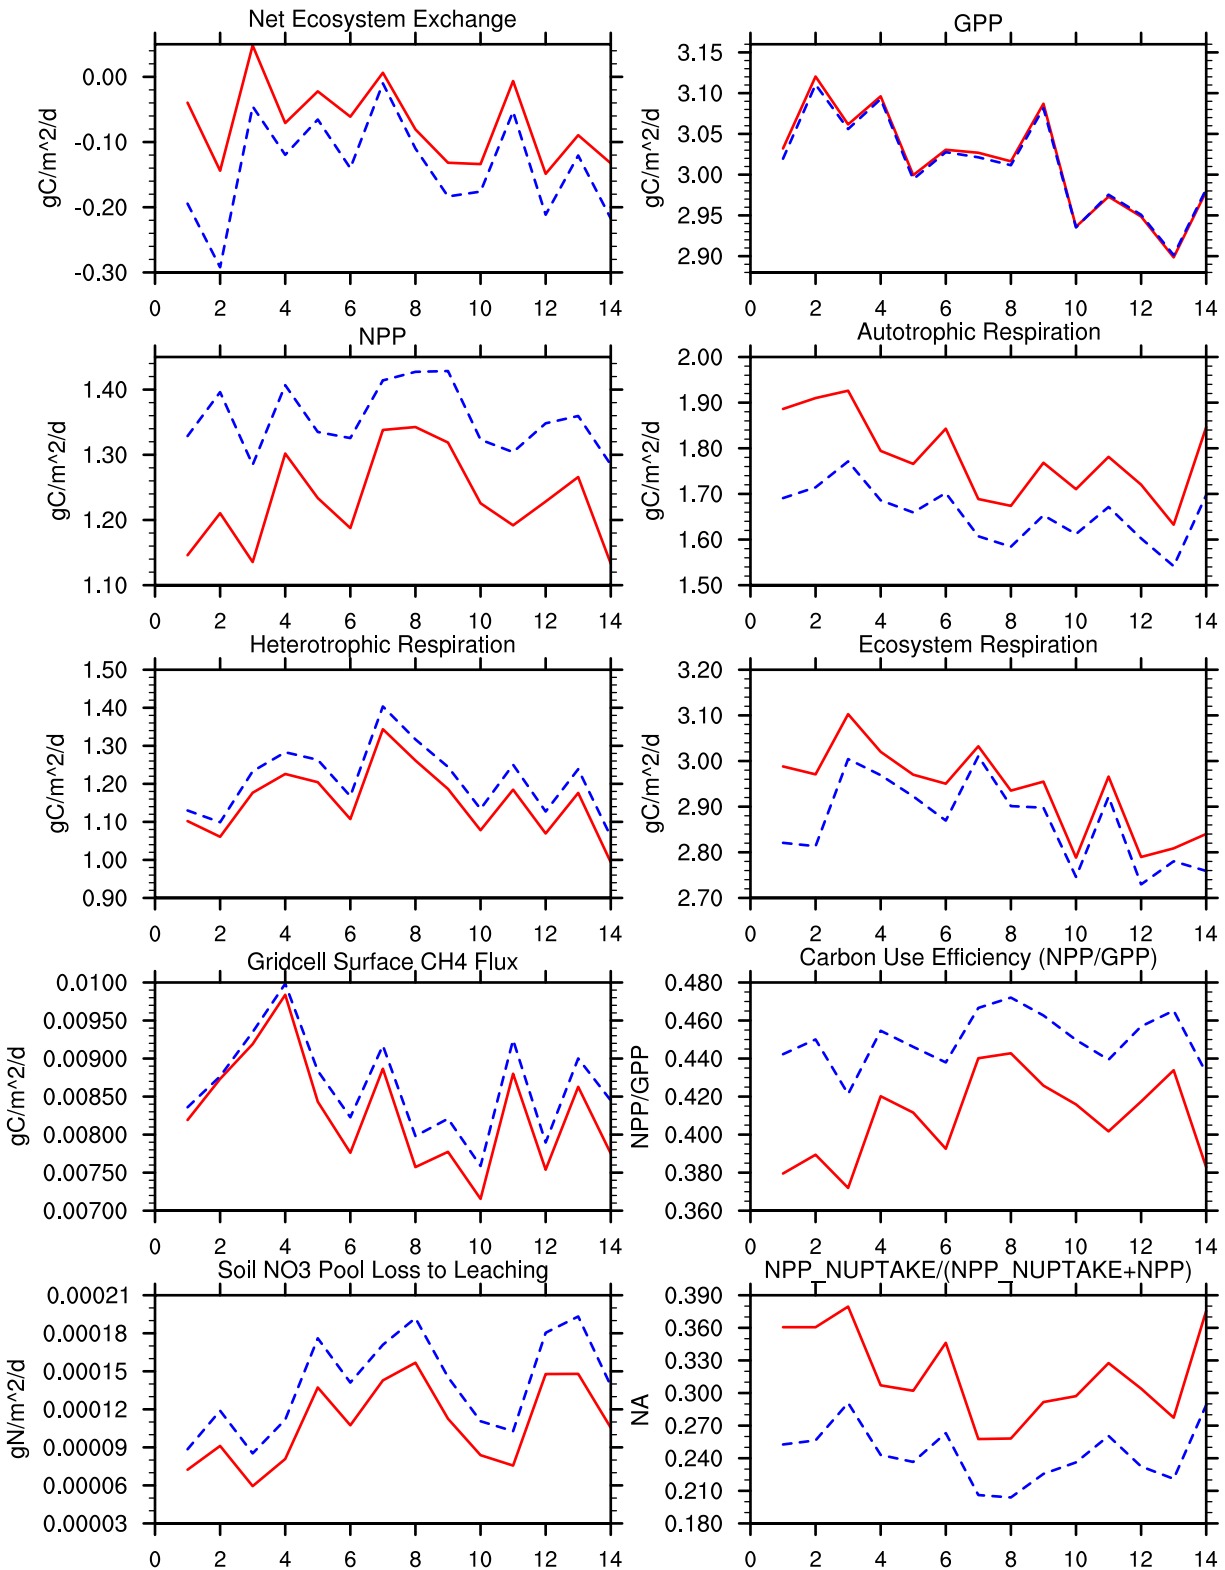 Net Ecosystem Exchange
gC/m^2/d
0.00
-0.10
-0.20
-0.30
0 2 4 6 8 10 12 14
GPP
gC/m^2/d
3.15
3.10
3.05
3.00
2.95
2.90
0 2 4 6 8 10 12 14
NPP
gC/m^2/d
1.40
1.30
1.20
1.10
0 2 4 6 8 10 12 14
Autotrophic Respiration
gC/m^2/d
2.00
1.90
1.80
1.70
1.60
1.50
0 2 4 6 8 10 12 14
Heterotrophic Respiration
gC/m^2/d
1.50
1.40
1.30
1.20
1.10
1.00
0.90
0 2 4 6 8 10 12 14
Ecosystem Respiration
gC/m^2/d
3.20
3.10
3.00
2.90
2.80
2.70
0 2 4 6 8 10 12 14
Gridcell Surface CH4 Flux
gC/m^2/d
0.0100
0.00950
0.00900
0.00850
0.00800
0.00750
0.00700
0 2 4 6 8 10 12 14
Carbon Use Efficiency (NPP/GPP)
NPP/GPP
0.480
0.460
0.440
0.420
0.400
0.380
0.360
0 2 4 6 8 10 12 14
Soil NO3 Pool Loss to Leaching
gN/m^2/d
0.00021
0.00018
0.00015
0.00012
0.00009
0.00006
0.00003
0 2 4 6 8 10 12 14
NPP_NUPTAKE/(NPP_NUPTAKE+NPP)
NA
0.390
0.360
0.330
0.300
0.270
0.240
0.210
0.180
0 2 4 6 8 10 12 14